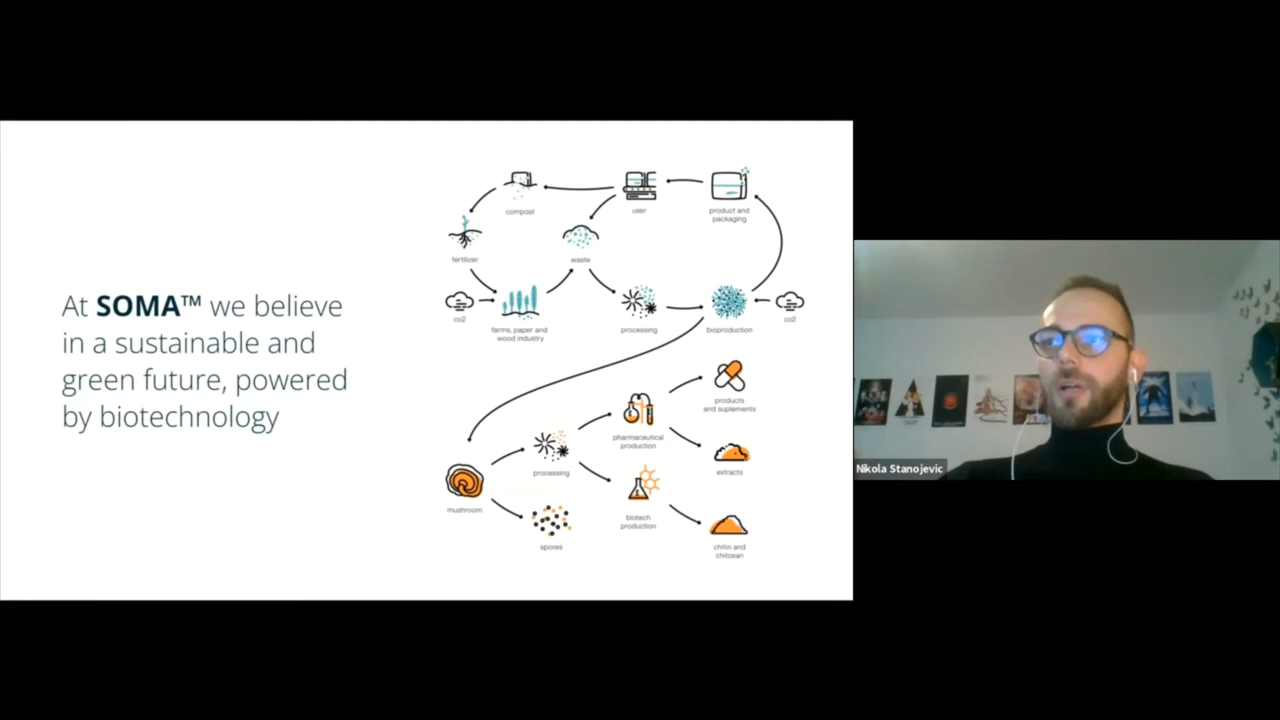 At SOMA™ we believe
in a sustainable and
green future, powered
by biotechnology
compost
user
product and
packaging
fertilizer
waste
co2
farms, paper and
wood industry
processing
bioproduction
co2
products
and suplements
pharmaceutical
production
processing
extracts
mushroom
biotech
production
spores
chitin and
chitosan
Nikola Stanojevic